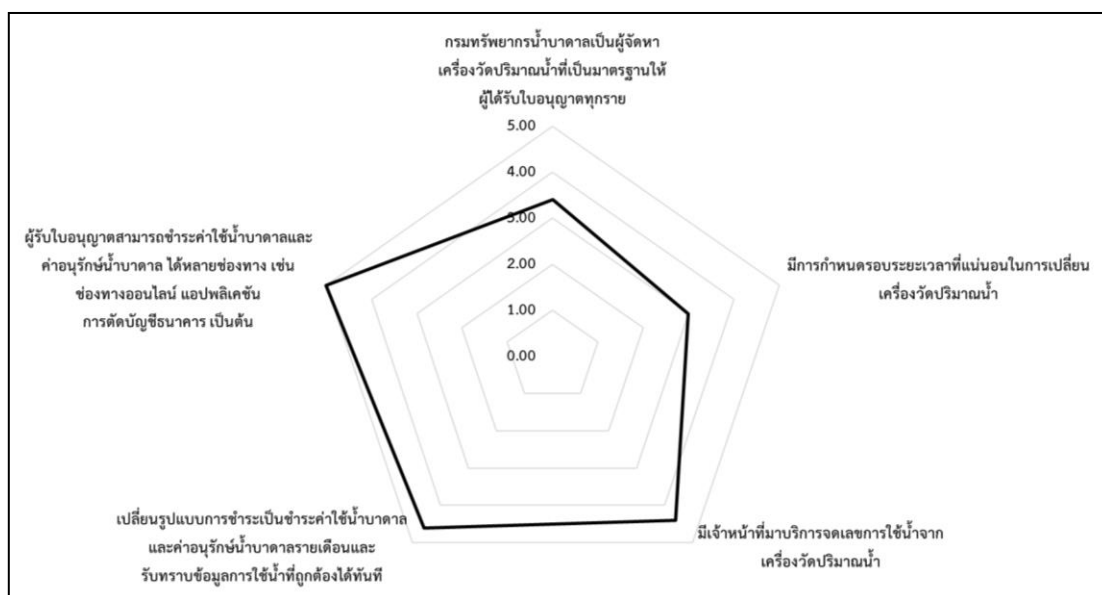 กรมทรัพยากรน้ำบาดาลเป็นผู้จัดหา
เครื่องวัดปริมาณน้ำที่เป็นมาตรฐานให้
ผู้ได้รับใบอนุญาตทุกราย
5.00
4.00
3.00
2.00
1.00
0.00
มีการกำหนดรอบระยะเวลาที่แน่นอนในการเปลี่ยน
เครื่องวัดปริมาณน้ำ
มีเจ้าหน้าที่มาบริการจดเลขการใช้น้ำจาก
เครื่องวัดปริมาณน้ำ
เปลี่ยนรูปแบบการชำระเป็นชำระค่าใช้น้ำบาดาล
และค่าอนุรักษ์น้ำบาดาลรายเดือนและ
รับทราบข้อมูลการใช้น้ำที่ถูกต้องได้ทันที
ผู้รับใบอนุญาตสามารถชำระค่าใช้น้ำบาดาลและ
ค่าอนุรักษ์น้ำบาดาล ได้หลายช่องทาง เช่น
ช่องทางออนไลน์ แอปพลิเคชัน
การตัดบัญชีธนาคาร เป็นต้น